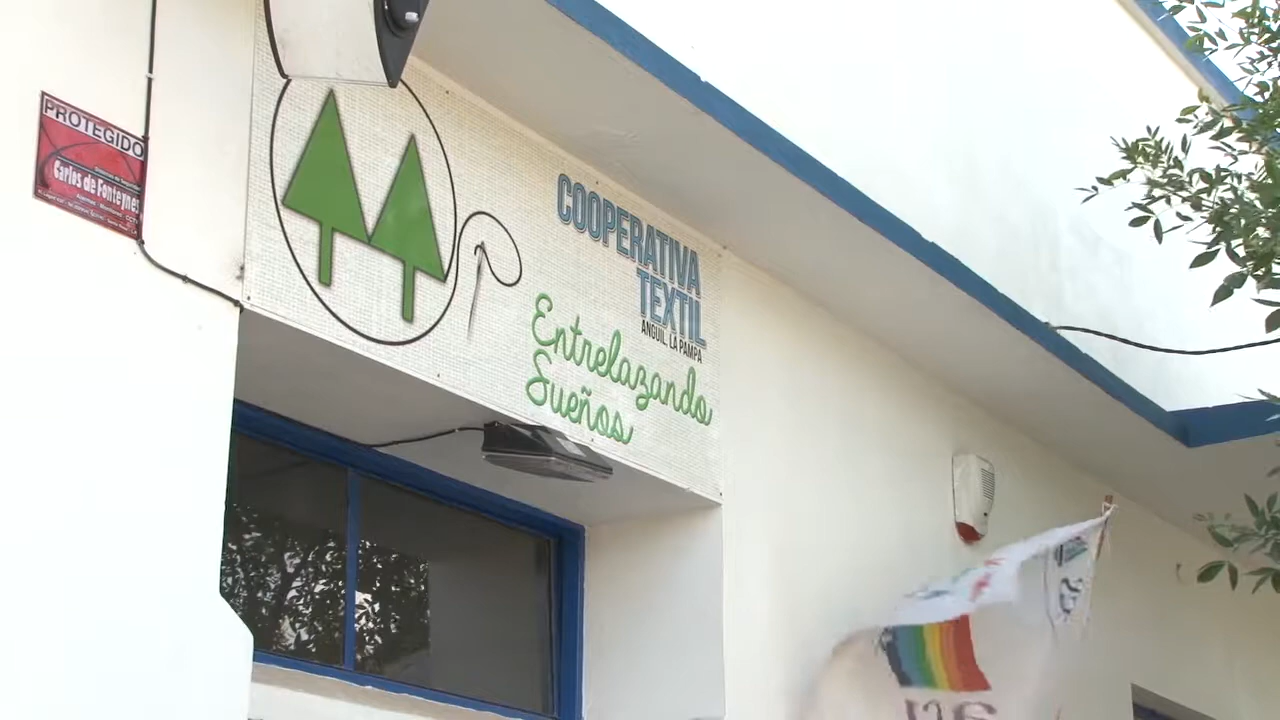 PROTEGIDO
Carlos de Fonteynes
COOPERATIVA
TEXTIL
ANGUIL, LA PAMPA
Entrelazando
Sueños